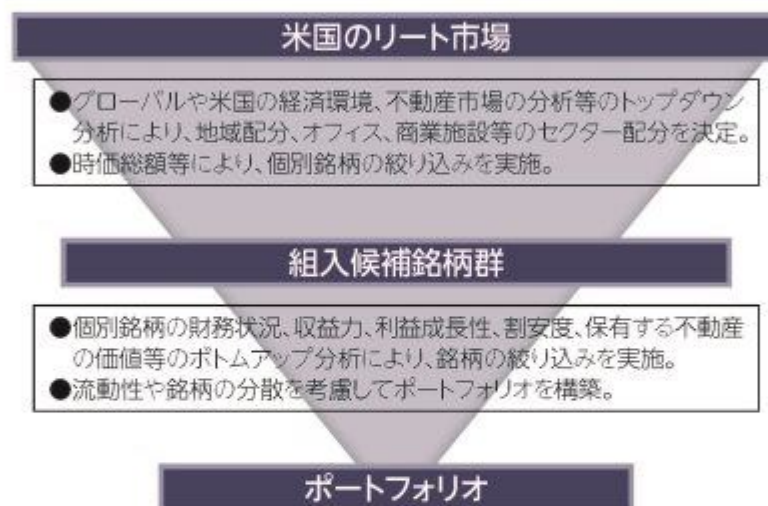 米国のリート市場
●グローバルや米国の経済環境、不動産市場の分析等のトップダウン
分析により、地域配分、オフィス、商業施設等のセクター配分を決定。
●時価総額等により、個別銘柄の絞り込みを実施。
組入候補銘柄群
●個別銘柄の財務状況、収益力、利益成長性、割安度、保有する不動産
の価値等のボトムアップ分析により、銘柄の絞り込みを実施。
●流動性や銘柄の分散を考慮してポートフォリオを構築。
ポートフォリオ